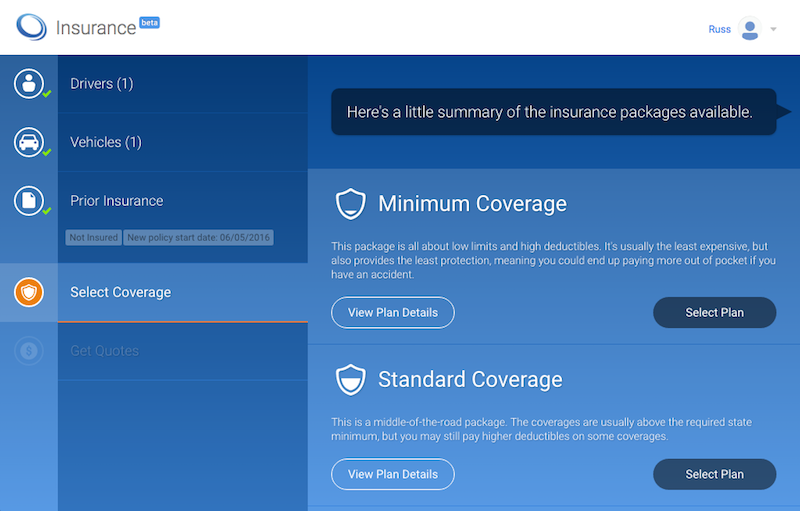 Insurance beta
Russ
Drivers (1)
Vehicles (1)
Prior Insurance
Not Insured New policy start date: 06/05/2016
Select Coverage
Get Quotes
Here's a little summary of the insurance packages available.
Minimum Coverage
This package is all about low limits and high deductibles. It's usually the least expensive, but
also provides the least protection, meaning you could end up paying more out of pocket if you
have an accident.
View Plan Details
Select Plan
Standard Coverage
This is a middle-of-the-road package. The coverages are usually above the required state
minimum, but you may still pay higher deductibles on some coverages.
View Plan Details
Select Plan